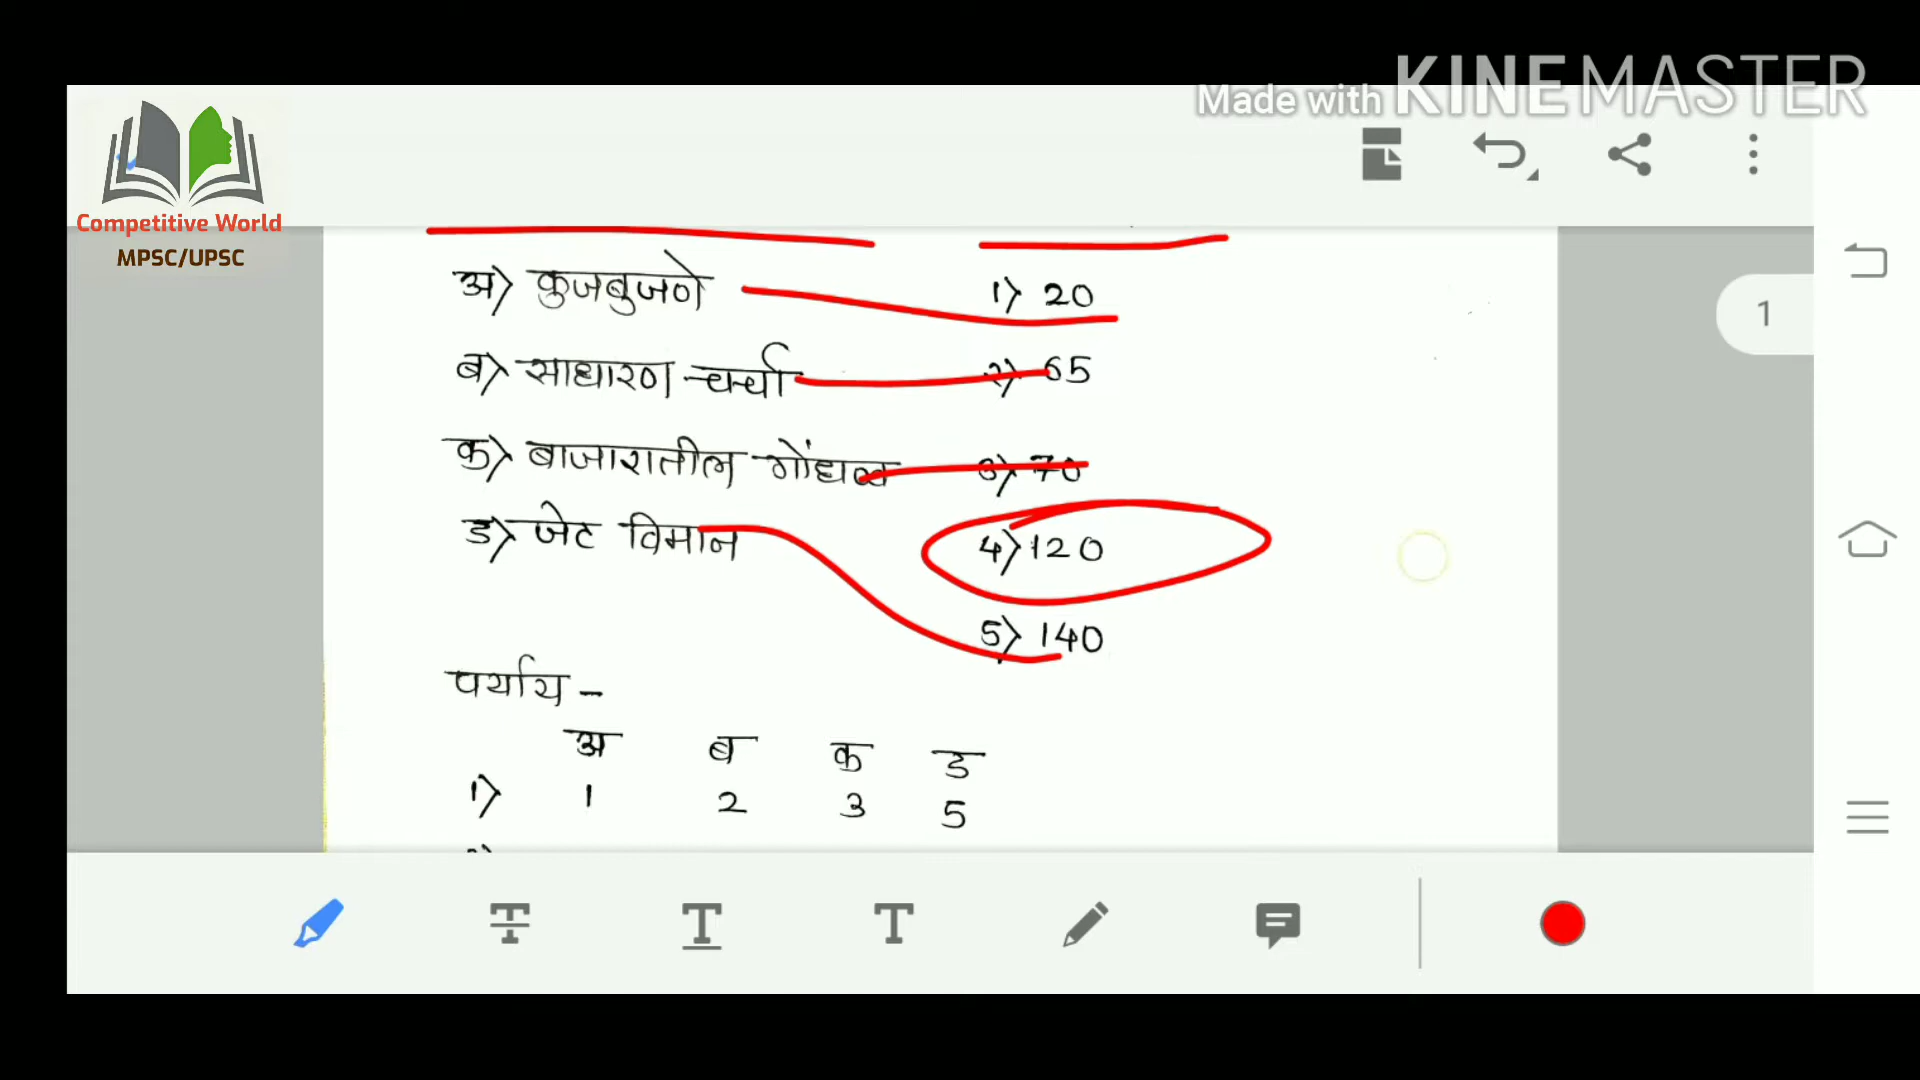 Made with KINEMASTER
Competitive World
MPSC/UPSC
अ) कुजबुजणे 1) 20
ब) साधारण चर्चा 2) 65
क) बाजारातील गोंधळ 3) 70
ड) जेट विमान 4) 120
5) 140
पर्याय -
अ ब क ड
1) 1 2 3 5
1